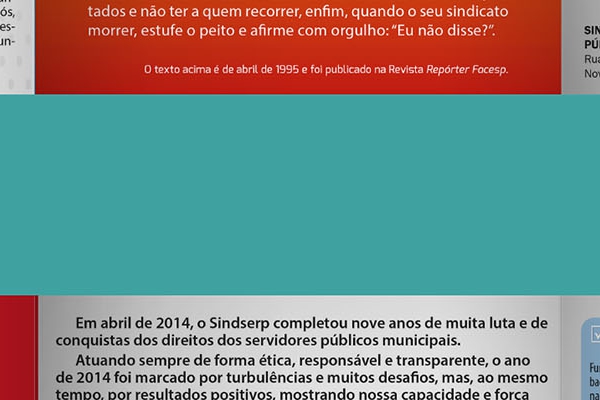 tados e não ter a quem recorrer, enfim, quando o seu sindicato
morrer, estufe o peito e afirme com orgulho: “Eu não disse?”.
O texto acima é de abril de 1995 e foi publicado na Revista Repórter Facesp.
ós,
es-
un-
SIN
PÚ
Rua
Nov
Em abril de 2014, o Sindserp completou nove anos de muita luta e de
conquistas dos direitos dos servidores públicos municipais.
Atuando sempre de forma ética, responsável e transparente, o ano
de 2014 foi marcado por turbulências e muitos desafios, mas, ao mesmo
tempo, por resultados positivos, mostrando nossa capacidade e força
Fun
bac
na